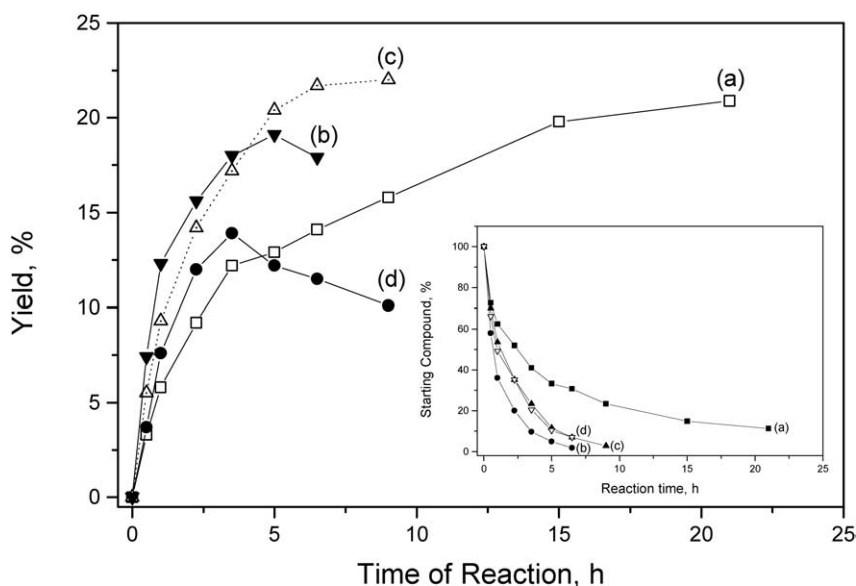 25
20
15
10
5
0
Yield, %
0
5
10
15
20
25
Time of Reaction, h
(c)
(a)
(b)
(d)
100
80
60
40
20
0
Starting Compound, %
0
5
10
15
20
25
Reaction time, h
(a)
(d)
(c)
(b)